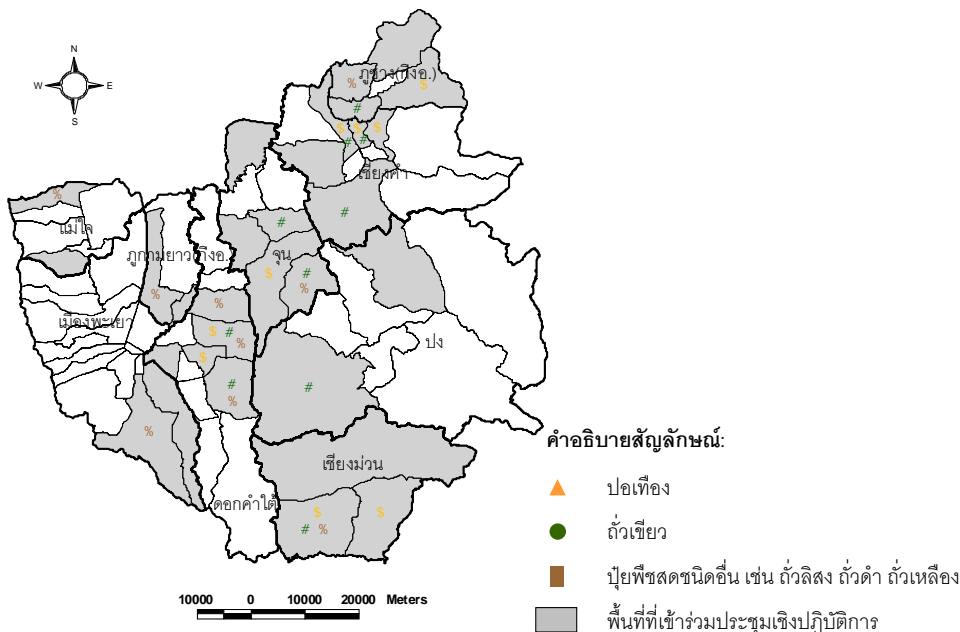 N
W E
S
ภูซาง(กิ่งอ.)
%
$
#
$ $ $
# #
เชียงคำ
%
#
แม่ใจ
#
ภูกามยาว(กิ่งอ.
จุน
$ #
%
% %
เมืองพะเยา
$ # %
ปง
$
# #
%
%
เชียงม่วน
ดอกคำใต้
$ $
# %
คำอธิบายสัญลักษณ์:
ปอเทือง
ถั่วเขียว
ปุ๋ยพืชสดชนิดอื่น เช่น ถั่วลิสง ถั่วดำ ถั่วเหลือง
พื้นที่ที่เข้าร่วมประชุมเชิงปฏิบัติการ
10000 0 10000 20000 Meters